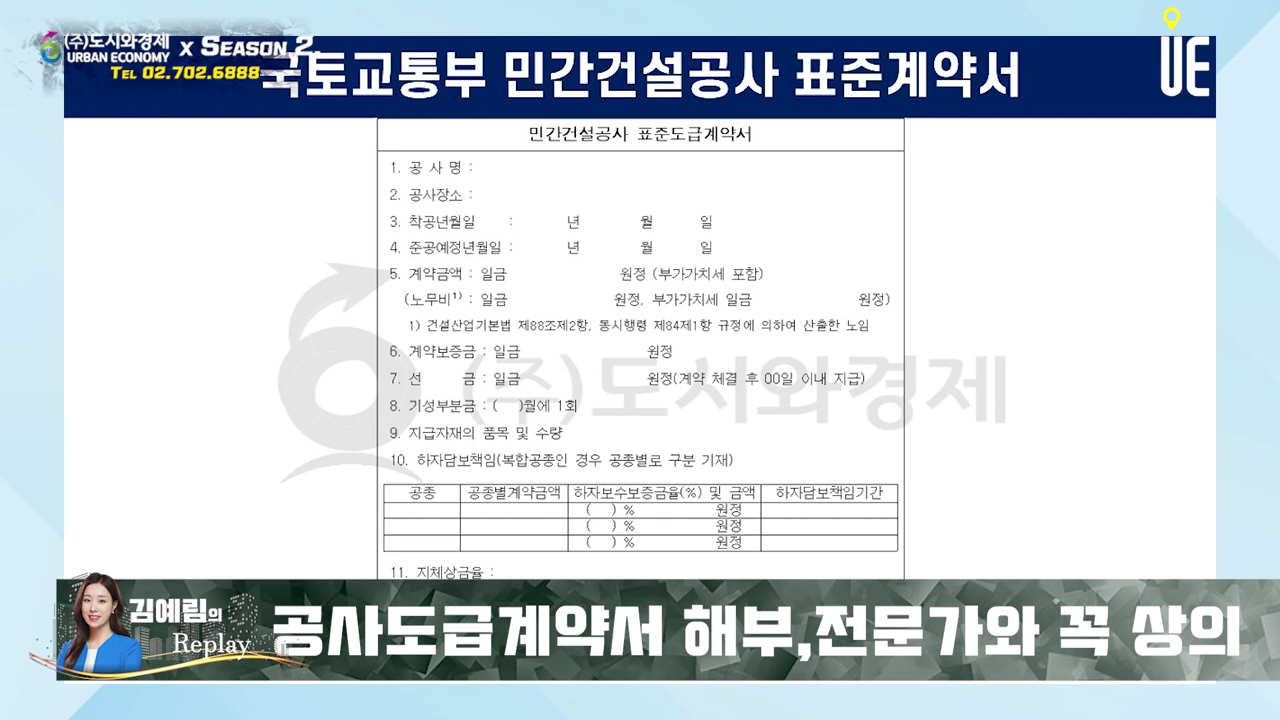 (주)도시와경제
URBAN ECONOMY
x SEASON 2.
TEL 02.702.6888
국토교통부 민간건설공사 표준계약서
UE
민간건설공사 표준도급계약서
1. 공 사 명 :
2. 공사장소 :
3. 착공년월일 : 년 월 일
4. 준공예정년월일 : 년 월 일
5. 계약금액 : 일금 원정 (부가가치세 포함)
(노무비1) : 일금 원정, 부가가치세 일금 원정)
1) 건설산업기본법 제88조제2항, 동시행령 제84제1항 규정에 의하여 산출한 노임
6. 계약보증금 : 일금 원정
7. 선 금 : 일금 원정(계약 체결 후 00일 이내 지급)
8. 기성부분금 : ( )월에 1회
9. 지급자재의 품목 및 수량
10. 하자담보책임(복합공종인 경우 공종별로 구분 기재)
(주)도시와경제
공종 공종별계약금액 하자보수보증금율(%) 및 금액 하자담보책임기간
( ) % 원정
( ) % 원정
( ) % 원정
11. 지체상금율 :
김예림의
Replay
공사도급계약서 해부,전문가와 꼭 상의